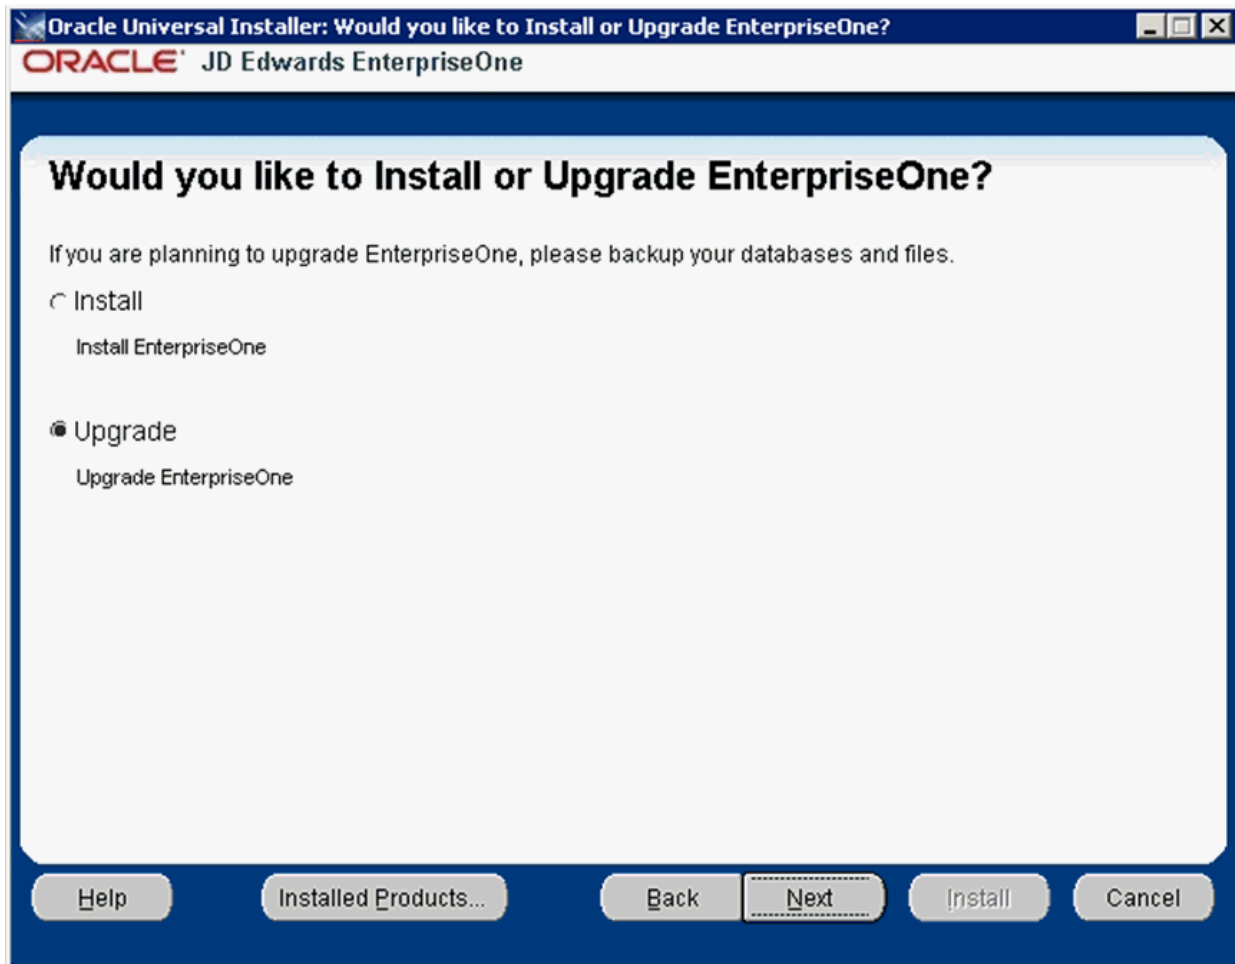 Oracle Universal Installer: Would you like to Install or Upgrade EnterpriseOne?
ORACLE JD Edwards EnterpriseOne
Would you like to Install or Upgrade EnterpriseOne?
If you are planning to upgrade EnterpriseOne, please backup your databases and files.
Install
Install EnterpriseOne
Upgrade
Upgrade EnterpriseOne
Help Installed Products... Back Next Install Cancel